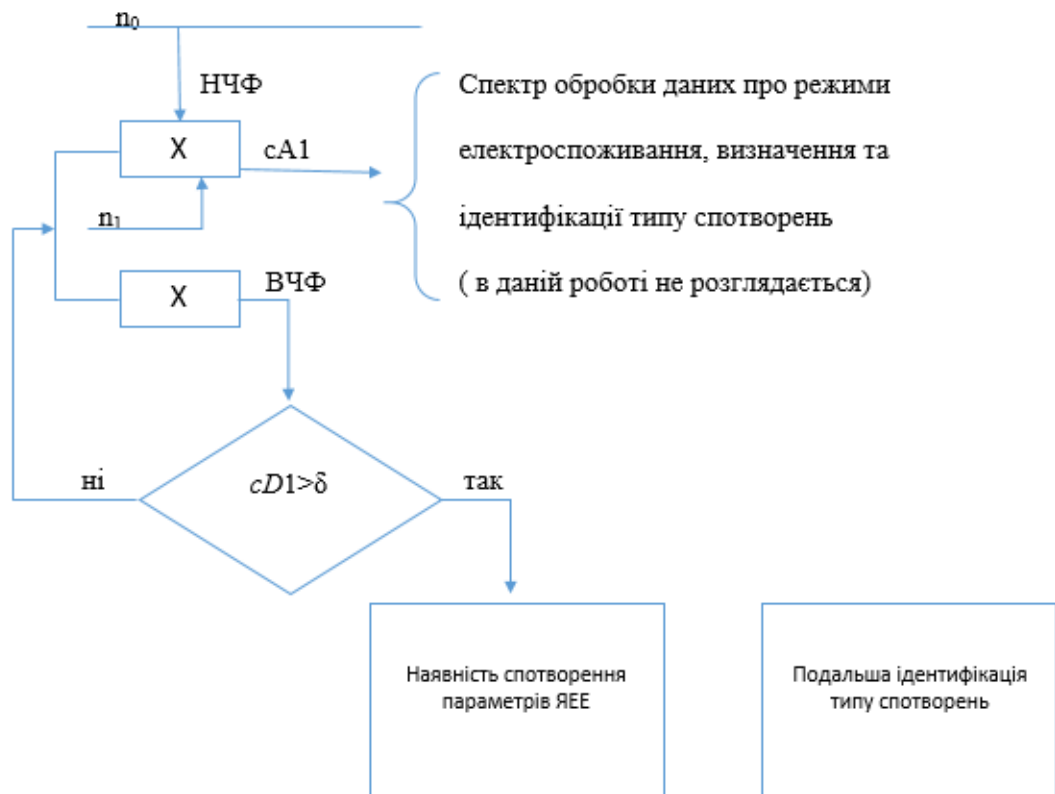 n₀
НЧФ
X
cA1
Спектр обробки даних про режими
електроспоживання, визначення та
ідентифікації типу спотворень
( в даній роботі не розглядається)
n₁
X
ВЧФ
cD1>δ
ні
так
Наявність спотворення
параметрів ЯЕЕ
Подальша ідентифікація
типу спотворень